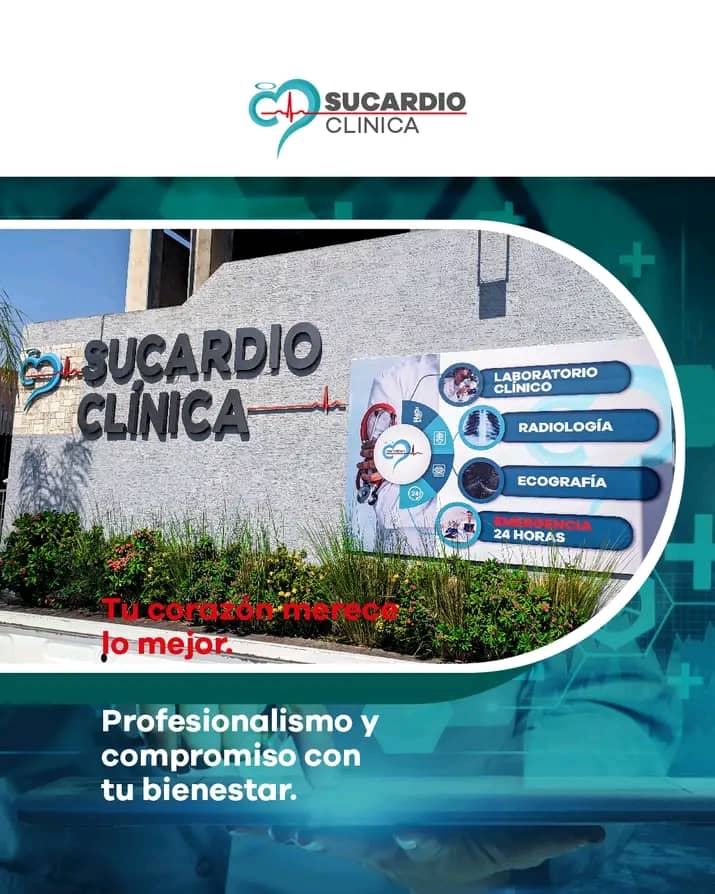 SUCARDIO
CLINICA
SUCARDIO
CLÍNICA
LABORATORIO
CLÍNICO
RADIOLOGÍA
ECOGRAFÍA
EMERGENCIA
24 HORAS
24
Tu corazón merece
lo mejor.
Profesionalismo y
compromiso con
tu bienestar.